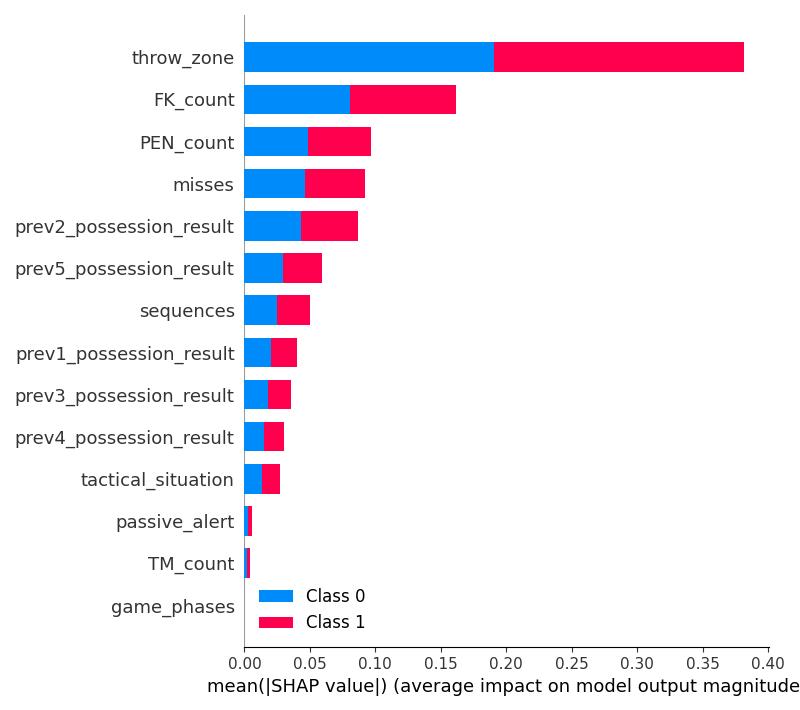 throw_zone
FK_count
PEN_count
misses
prev2_possession_result
prev5_possession_result
sequences
prev1_possession_result
prev3_possession_result
prev4_possession_result
tactical_situation
passive_alert
TM_count
game_phases
Class 0
Class 1
0.00 0.05 0.10 0.15 0.20 0.25 0.30 0.35 0.40
mean(|SHAP value|) (average impact on model output magnitude